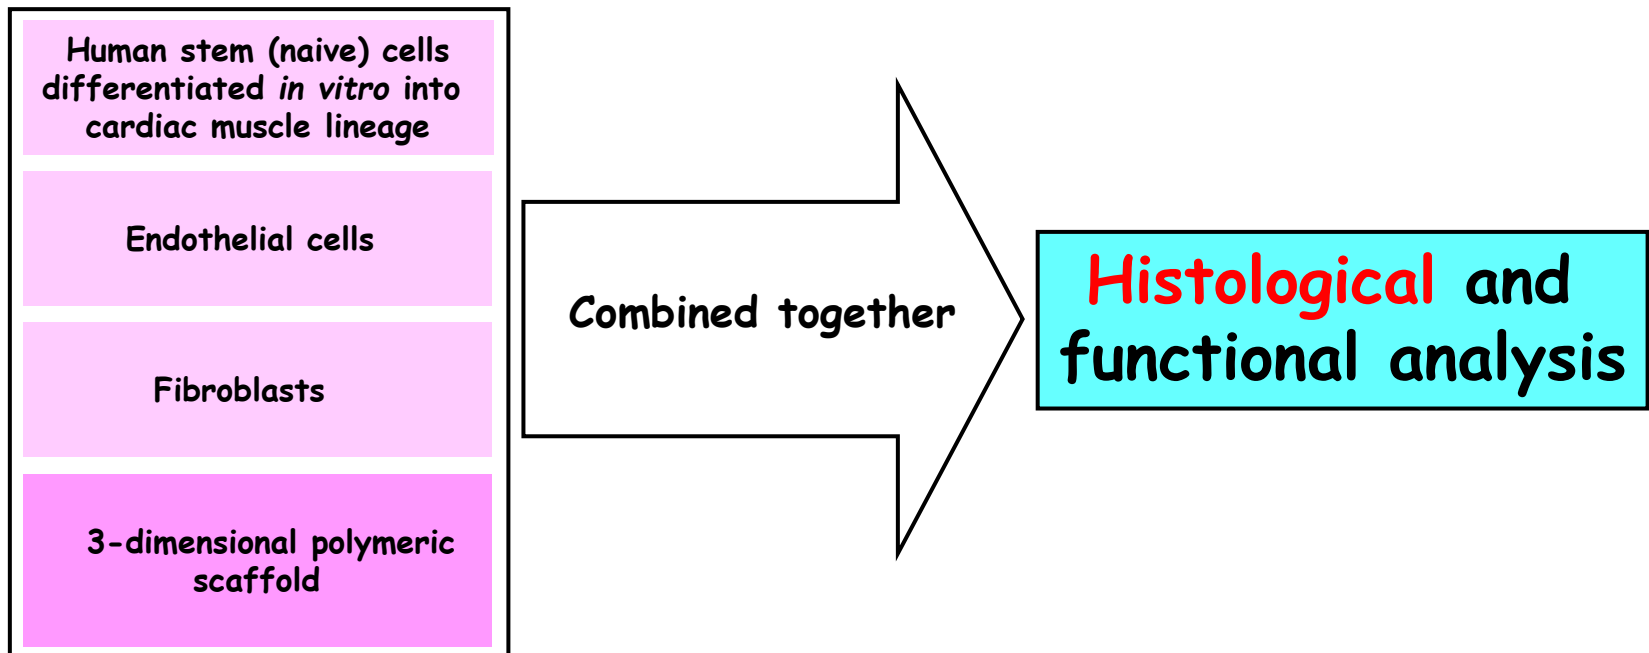 Human stem (naive) cells
differentiated in vitro into
cardiac muscle lineage
Endothelial cells
Fibroblasts
3-dimensional polymeric
scaffold
Combined together
Histological and
functional analysis